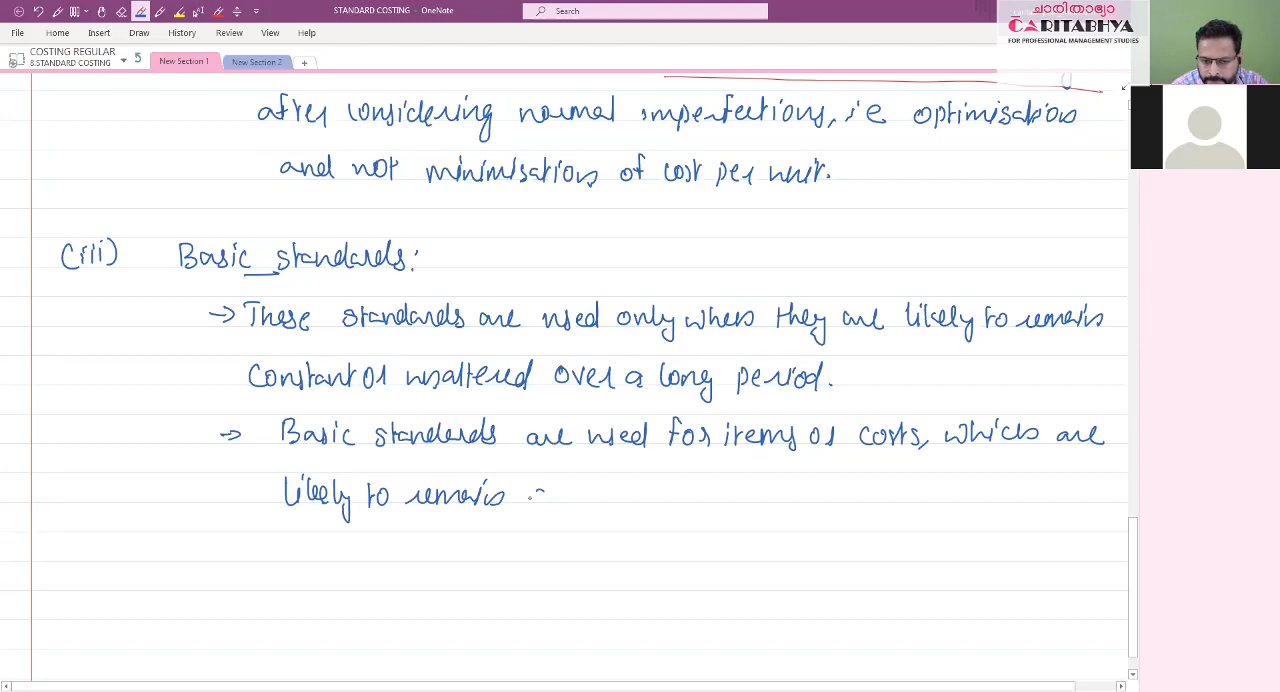 STANDARD COSTING - OneNote
Search
File Home Insert Draw History Review View Help
ചാരിതാഭ്യാ
CARITABHYA
FOR PROFESSIONAL MANAGEMENT STUDIES
COSTING REGULAR
8.STANDARD COSTING
New Section 1
New Section 2
after considering normal imperfections, i.e optimisation
and not minimisation of cost per unit.
(iii) Basic standards:
→ These standards are used only when they are likely to remain
Constant or unaltered over a long period.
→ Basic standards are used for items or costs, which are
likely to remain